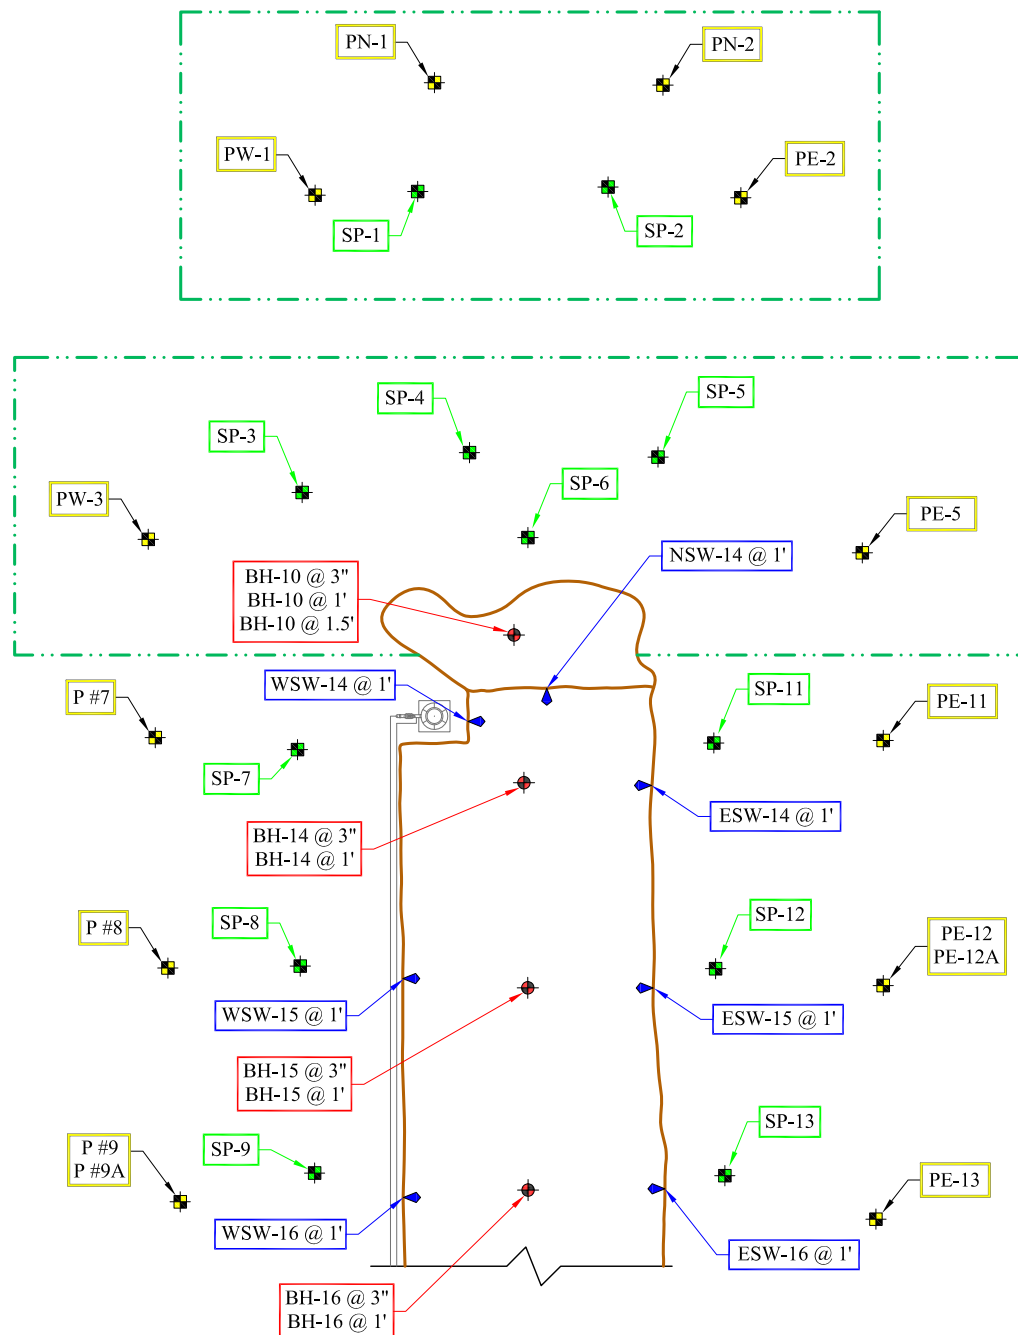 PN-1
PN-2
PW-1
PE-2
SP-1
SP-2
SP-4
SP-5
SP-3
SP-6
PW-3
PE-5
NSW-14 @ 1'
BH-10 @ 3"
BH-10 @ 1'
BH-10 @ 1.5'
WSW-14 @ 1'
SP-11
P #7
PE-11
SP-7
ESW-14 @ 1'
BH-14 @ 3"
BH-14 @ 1'
SP-8
SP-12
P #8
PE-12
PE-12A
WSW-15 @ 1'
ESW-15 @ 1'
BH-15 @ 3"
BH-15 @ 1'
SP-9
SP-13
P #9
P #9A
PE-13
WSW-16 @ 1'
ESW-16 @ 1'
BH-16 @ 3"
BH-16 @ 1'